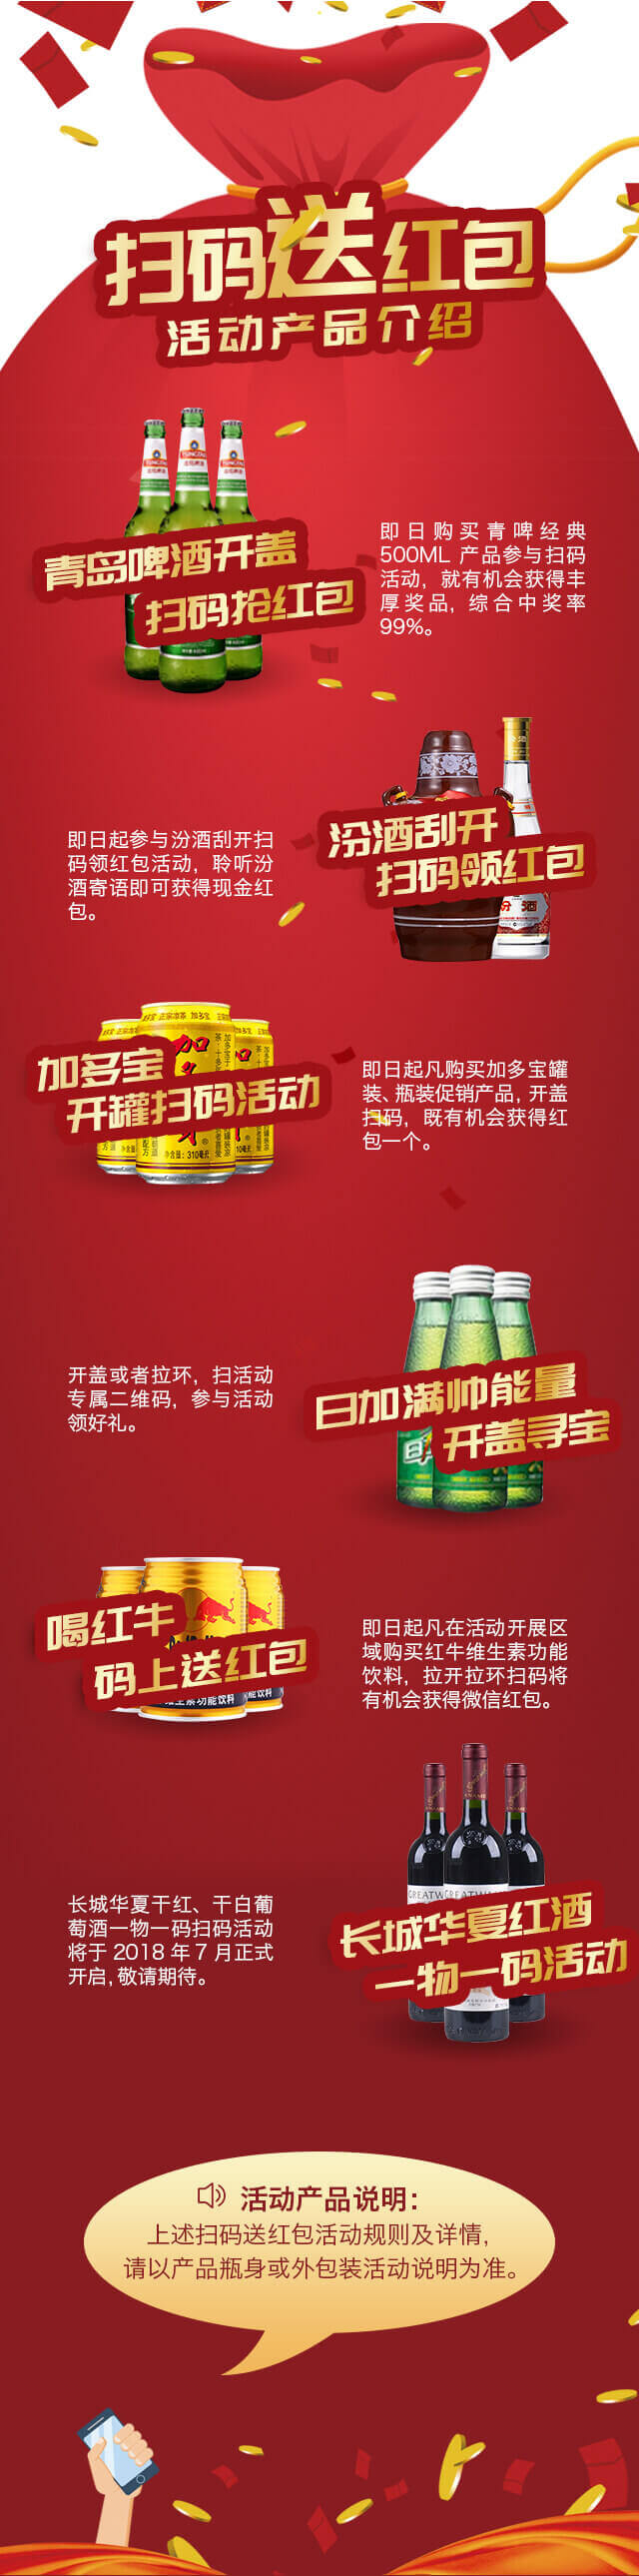 扫码送红包
活动产品介绍
TSINGTAO
青岛啤酒开盖
扫码抢红包
即日购买青啤经典
500ML 产品参与扫码
活动，就有机会获得丰
厚奖品，综合中奖率
99%。
汾酒刮开
扫码领红包
汾酒
即日起参与汾酒刮开扫
码领红包活动，聆听汾
酒寄语即可获得现金红
包。
加多宝
开罐扫码活动
净含量：310毫升
即日起凡购买加多宝罐
装、瓶装促销产品，开盖
扫码，既有机会获得红
包一个。
开盖或者拉环，扫活动
专属二维码，参与活动
领好礼。
日加满帅能量
开盖寻宝
喝红牛
码上送红包
即日起凡在活动开展区
域购买红牛维生素功能
饮料，拉开拉环扫码将
有机会获得微信红包。
GREATWALL
长城华夏红酒
一物一码活动
长城华夏干红、干白葡
萄酒一物一码扫码活动
将于 2018 年 7 月正式
开启，敬请期待。
活动产品说明：
上述扫码送红包活动规则及详情，
请以产品瓶身或外包装活动说明为准。